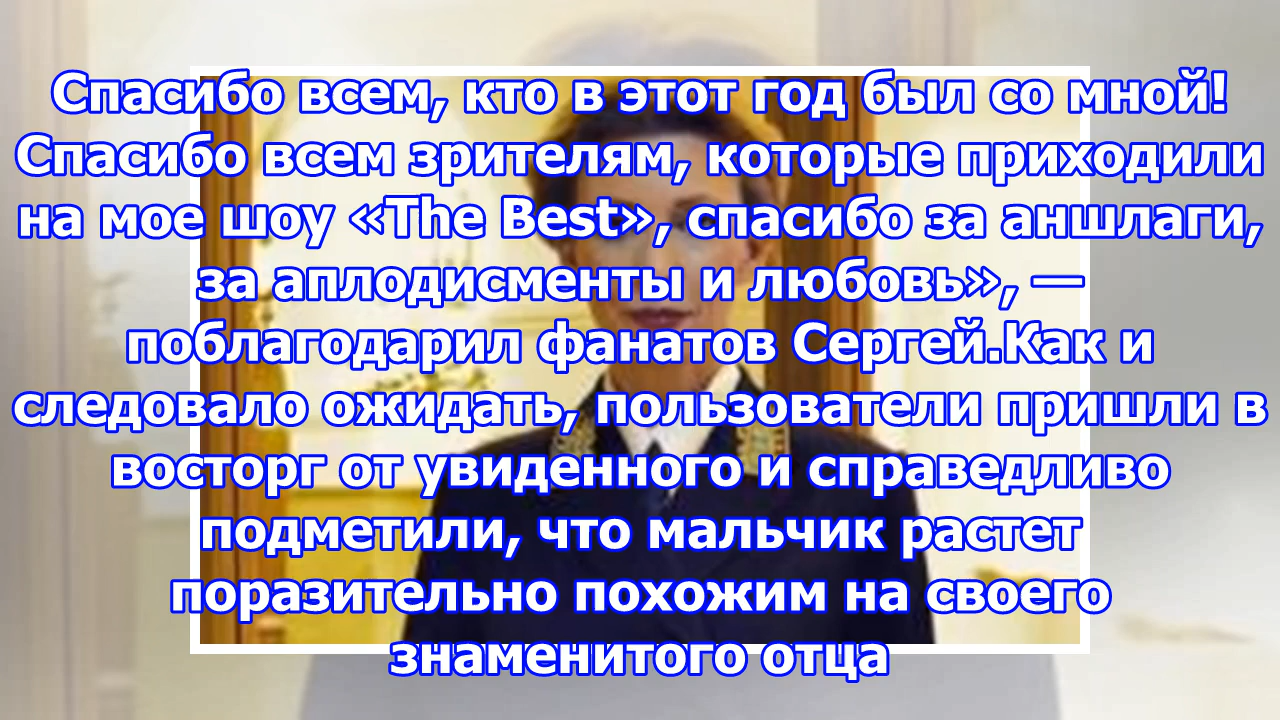 Спасибо всем, кто в этот год был со мной!
Спасибо всем зрителям, которые приходили
на мое шоу «The Best», спасибо за аншлаги,
за аплодисменты и любовь», —
поблагодарил фанатов Сергей.Как и
следовало ожидать, пользователи пришли в
восторг от увиденного и справедливо
подметили, что мальчик растет
поразительно похожим на своего
знаменитого отца